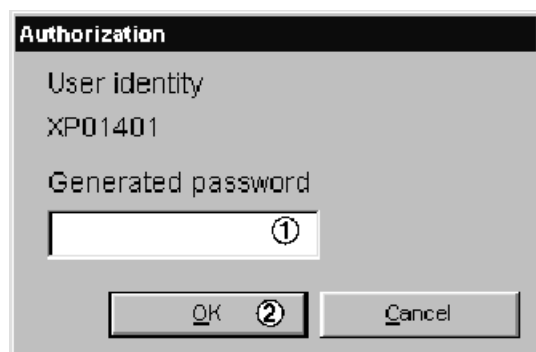 Authorization
User identity
XP01401
Generated password
①
OK ② Cancel